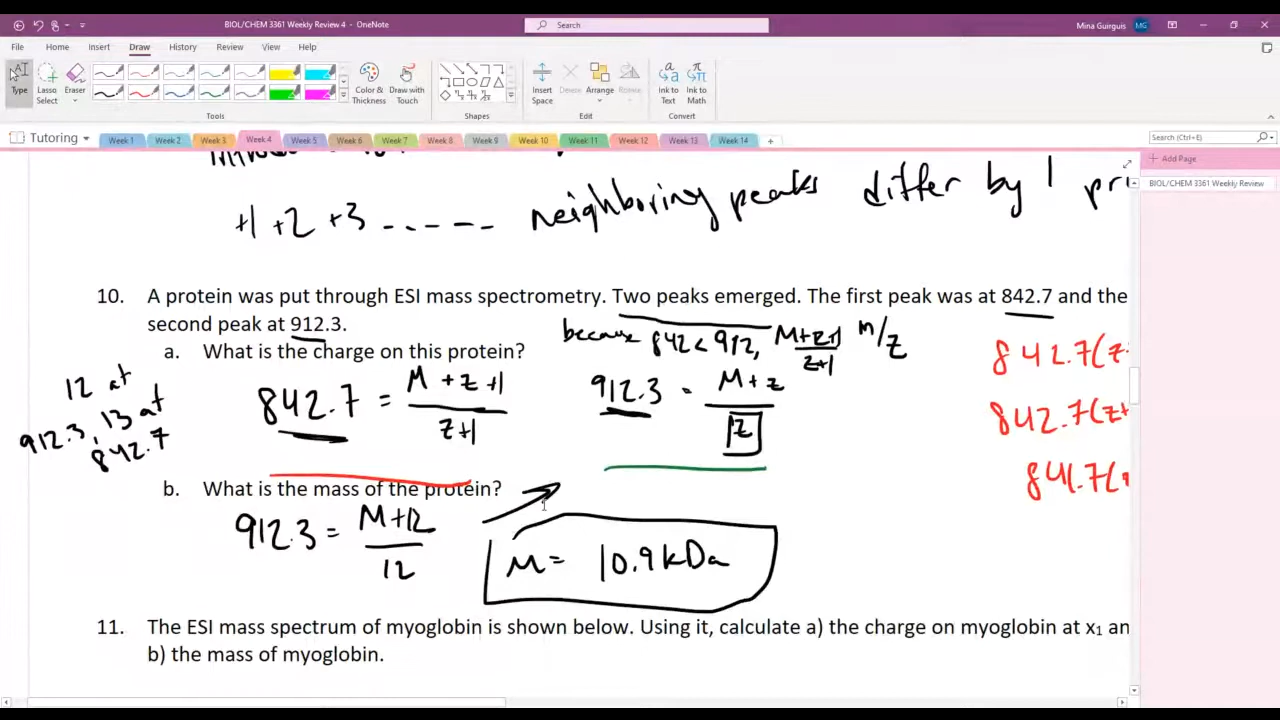 BIOL/CHEM 3361 Weekly Review 4 - OneNote
Search
Mina Guirguis MG
File Home Insert Draw History Review View Help
Type
Lasso Select
Eraser
Color & Thickness
Draw with Touch
Insert Space
Delete
Arrange
Rotate
Ink to Text
Ink to Math
Tools
Shapes
Edit
Convert
Tutoring
Week 1 Week 2 Week 3 Week 4 Week 5 Week 6 Week 7 Week 8 Week 9 Week 10 Week 11 Week 12 Week 13 Week 14 +
Search (Ctrl+E)
+ Add Page
BIOL/CHEM 3361 Weekly Review
+1 +2 +3 ----- neighboring peaks differ by 1 pr
10. A protein was put through ESI mass spectrometry. Two peaks emerged. The first peak was at 842.7 and the
second peak at 912.3.
because 842 < 912, M+z+1/z+1 m/z
a. What is the charge on this protein?
12 at 912.3, 13 at 842.7
842.7 = M + z +1/z+1
912.3 = M+z/z
842.7(z
842.7(z+
841.7(
b. What is the mass of the protein?
912.3 = M+12/12
M = 10.9 kDa
11. The ESI mass spectrum of myoglobin is shown below. Using it, calculate a) the charge on myoglobin at x₁ an
b) the mass of myoglobin.